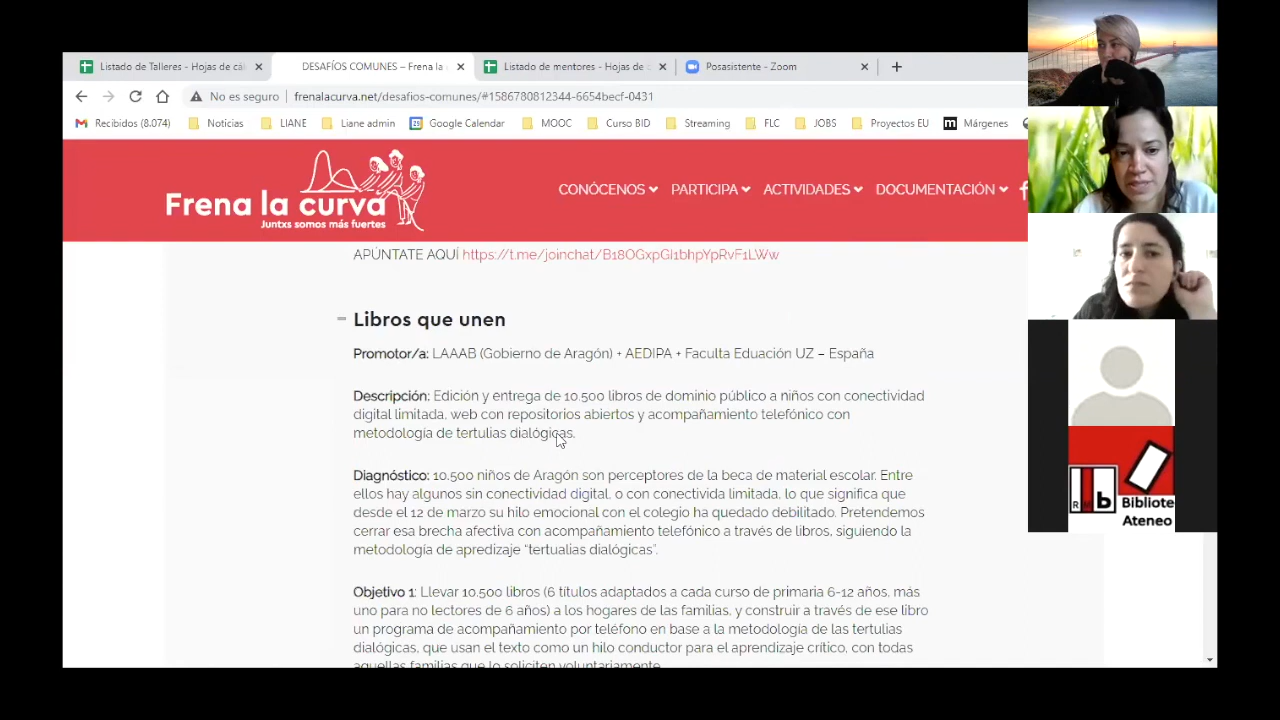 Listado de Talleres - Hojas de cál
DESAFÍOS COMUNES – Frena la
Listado de mentores - Hojas de c
Posasistente - Zoom
No es seguro
frenalacurva.net/desafios-comunes/#1586780812344-6654becf-0431
Recibidos (8.074)
Noticias
LIANE
Liane admin
Google Calendar
MOOC
Curso BID
Streaming
FLC
JOBS
Proyectos EU
Márgenes
Frena la curva
Juntxs somos más fuertes
CONÓCENOS
PARTICIPA
ACTIVIDADES
DOCUMENTACIÓN
APÚNTATE AQUÍ https://t.me/joinchat/B18OGxpGI1bhpYpRvF1LWw
Libros que unen
Promotor/a: LAAAB (Gobierno de Aragón) + AEDIPA + Faculta Eduación UZ – España
Descripción: Edición y entrega de 10.500 libros de dominio público a niños con conectividad
digital limitada, web con repositorios abiertos y acompañamiento telefónico con
metodología de tertulias dialógicas.
Diagnóstico: 10.500 niños de Aragón son perceptores de la beca de material escolar. Entre
ellos hay algunos sin conectividad digital, o con conectivida limitada, lo que significa que
desde el 12 de marzo su hilo emocional con el colegio ha quedado debilitado. Pretendemos
cerrar esa brecha afectiva con acompañamiento telefónico a través de libros, siguiendo la
metodología de apredizaje “tertualias dialógicas”.
Objetivo 1: Llevar 10.500 libros (6 títulos adaptados a cada curso de primaria 6-12 años, más
uno para no lectores de 6 años) a los hogares de las familias, y construir a través de ese libro
un programa de acompañamiento por teléfono en base a la metodología de las tertulias
dialógicas, que usan el texto como un hilo conductor para el aprendizaje crítico, con todas
aquellas familias que lo soliciten voluntariamente.
Bibliote
Ateneo